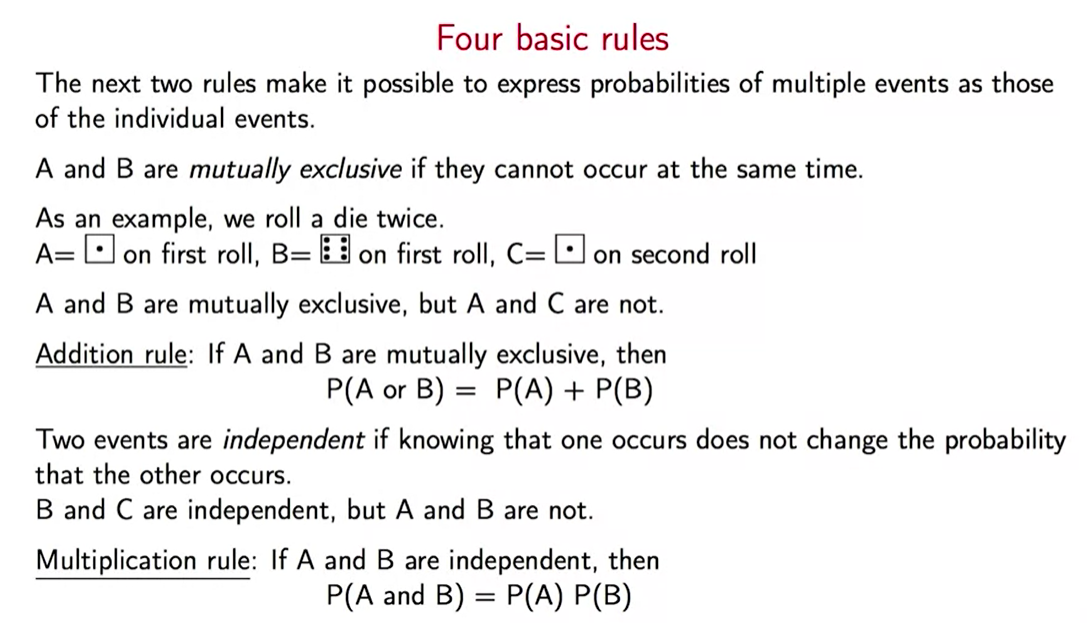 Four basic rules
The next two rules make it possible to express probabilities of multiple events as those
of the individual events.
A and B are mutually exclusive if they cannot occur at the same time.
As an example, we roll a die twice.
A= ⚀ on first roll, B= ⚅ on first roll, C= ⚀ on second roll
A and B are mutually exclusive, but A and C are not.
Addition rule: If A and B are mutually exclusive, then
P(A or B) = P(A) + P(B)
Two events are independent if knowing that one occurs does not change the probability
that the other occurs.
B and C are independent, but A and B are not.
Multiplication rule: If A and B are independent, then
P(A and B) = P(A) P(B)